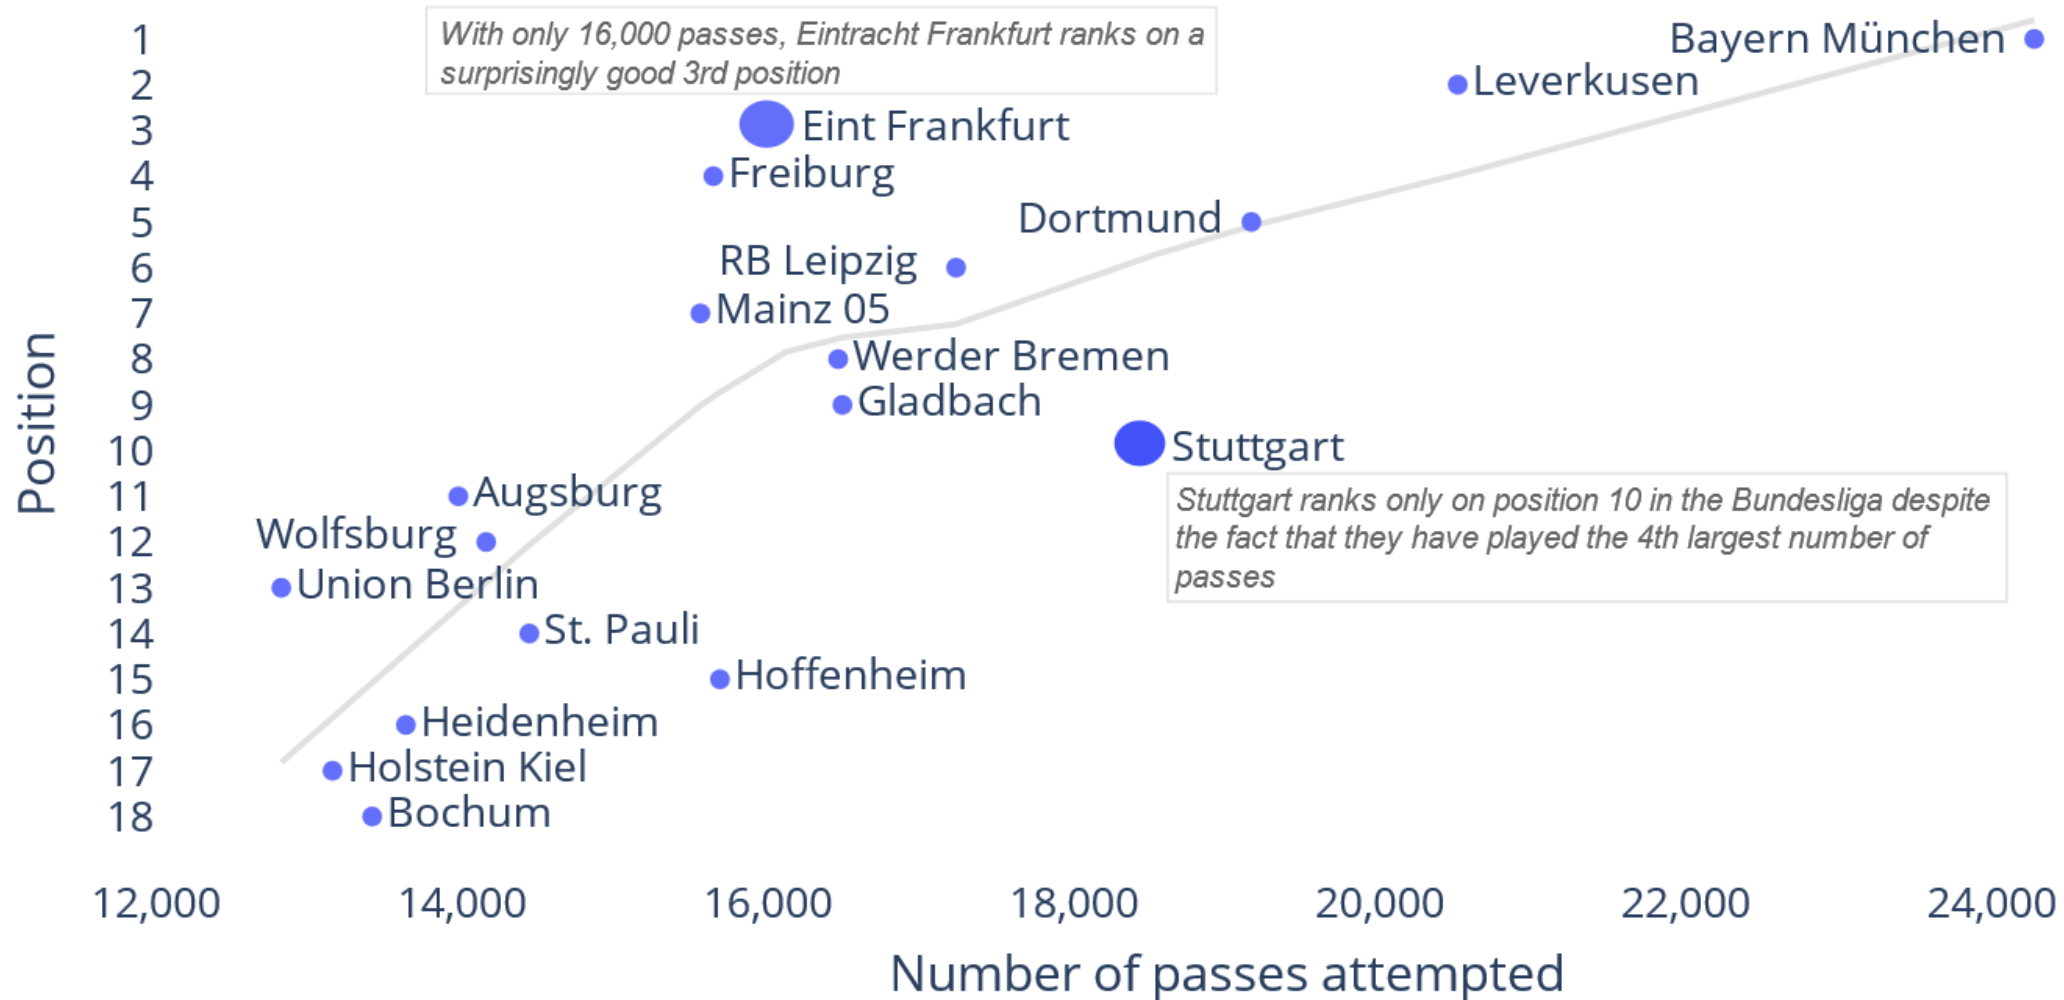 With only 16,000 passes, Eintracht Frankfurt ranks on a
surprisingly good 3rd position
1
Bayern München
2
Leverkusen
3
Eint Frankfurt
4
Freiburg
5
Dortmund
6
RB Leipzig
7
Mainz 05
8
Werder Bremen
9
Gladbach
10
Stuttgart
Stuttgart ranks only on position 10 in the Bundesliga despite
the fact that they have played the 4th largest number of
passes
11
Augsburg
12
Wolfsburg
13
Union Berlin
14
St. Pauli
15
Hoffenheim
16
Heidenheim
17
Holstein Kiel
18
Bochum
Position
12,000 14,000 16,000 18,000 20,000 22,000 24,000
Number of passes attempted